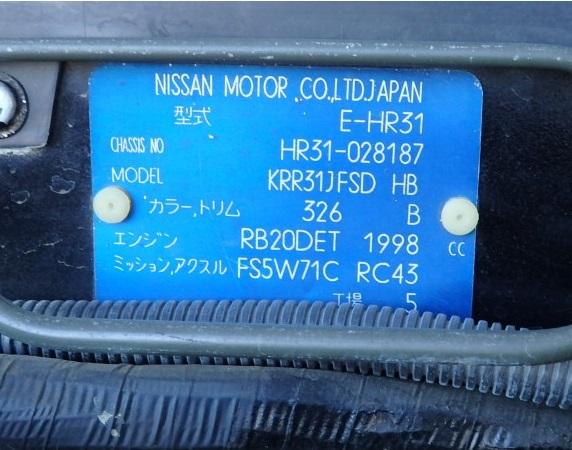 NISSAN MOTOR CO.,LTD.JAPAN
型式 E-HR31
CHASSIS NO HR31-028187
MODEL KRR31JFSD HB
カラー,トリム 326 B
エンジン RB20DET 1998 CC
ミッション,アクスル FS5W71C RC43
工場 5